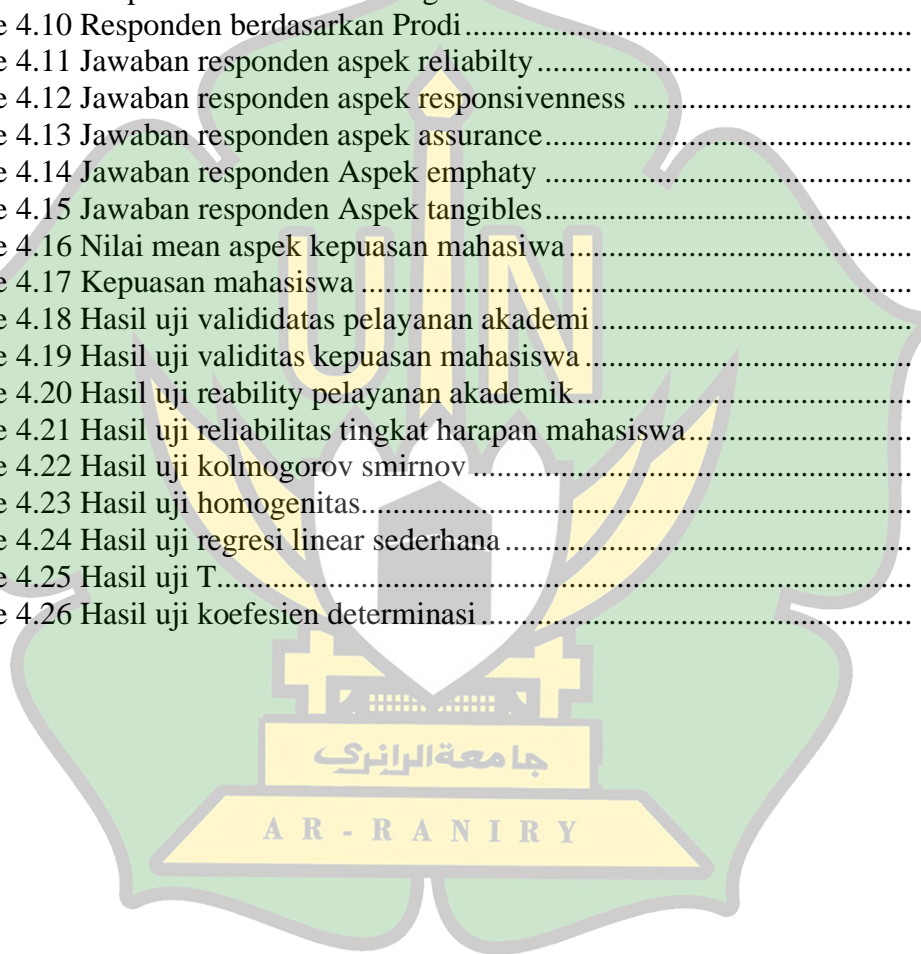 e 4.10 Responden berdasarkan Prodi
e 4.11 Jawaban responden aspek reliabilty
e 4.12 Jawaban responden aspek responsivenness
e 4.13 Jawaban responden aspek assurance
e 4.14 Jawaban responden Aspek emphaty
e 4.15 Jawaban responden Aspek tangibles
e 4.16 Nilai mean aspek kepuasan mahasiwa
e 4.17 Kepuasan mahasiswa
e 4.18 Hasil uji valididatas pelayanan akademi
e 4.19 Hasil uji validitas kepuasan mahasiswa
e 4.20 Hasil uji reability pelayanan akademik
e 4.21 Hasil uji reliabilitas tingkat harapan mahasiswa
e 4.22 Hasil uji kolmogorov smirnov
e 4.23 Hasil uji homogenitas
e 4.24 Hasil uji regresi linear sederhana
e 4.25 Hasil uji T
e 4.26 Hasil uji koefesien determinasi
UIN
جامعة الرانري
AR-RANIRY